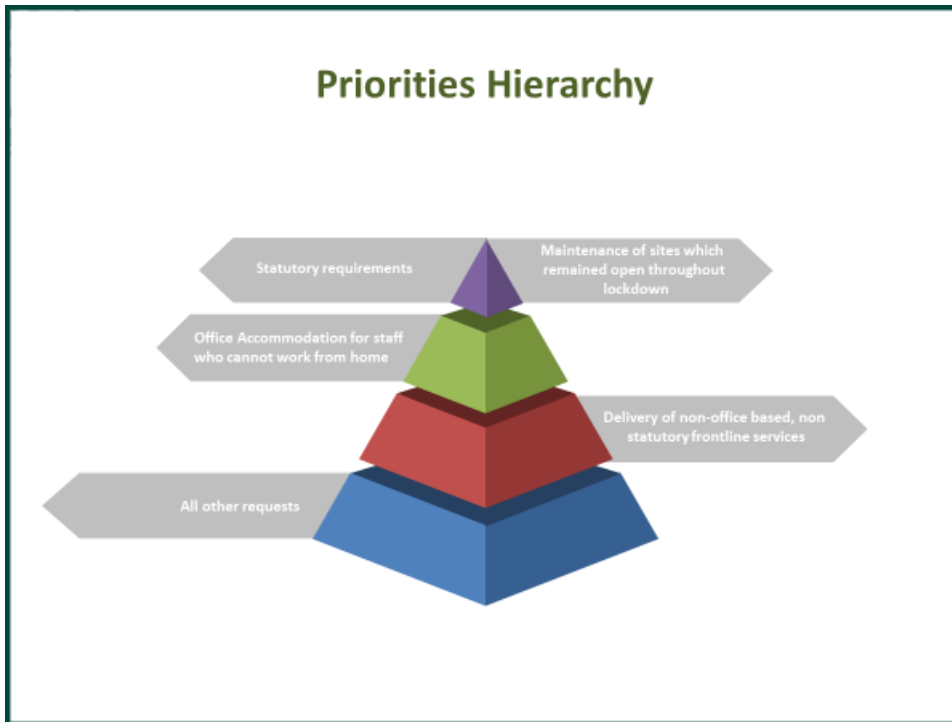 Priorities Hierarchy
Statutory requirements
Maintenance of sites which
remained open throughout
lockdown
Office Accommodation for staff
who cannot work from home
Delivery of non-office based, non
statutory frontline services
All other requests